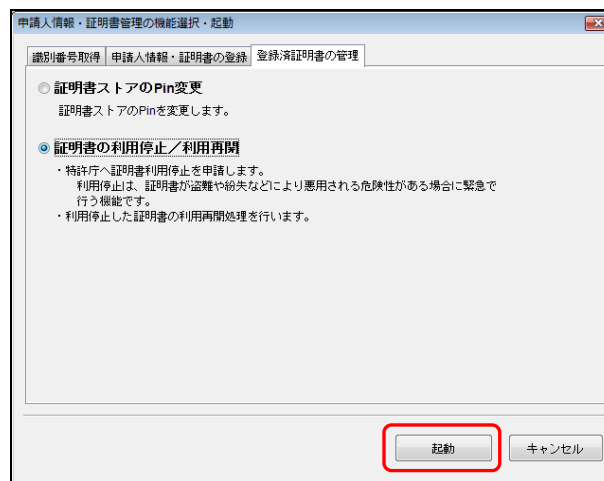 申請人情報・証明書管理の機能選択・起動
識別番号取得 申請人情報・証明書の登録 登録済証明書の管理
証明書ストアのPin変更
証明書ストアのPinを変更します。
証明書の利用停止／利用再開
・特許庁へ証明書利用停止を申請します。
利用停止は、証明書が盗難や紛失などにより悪用される危険性がある場合に緊急で
行う機能です。
・利用停止した証明書の利用再開処理を行います。
起動 キャンセル